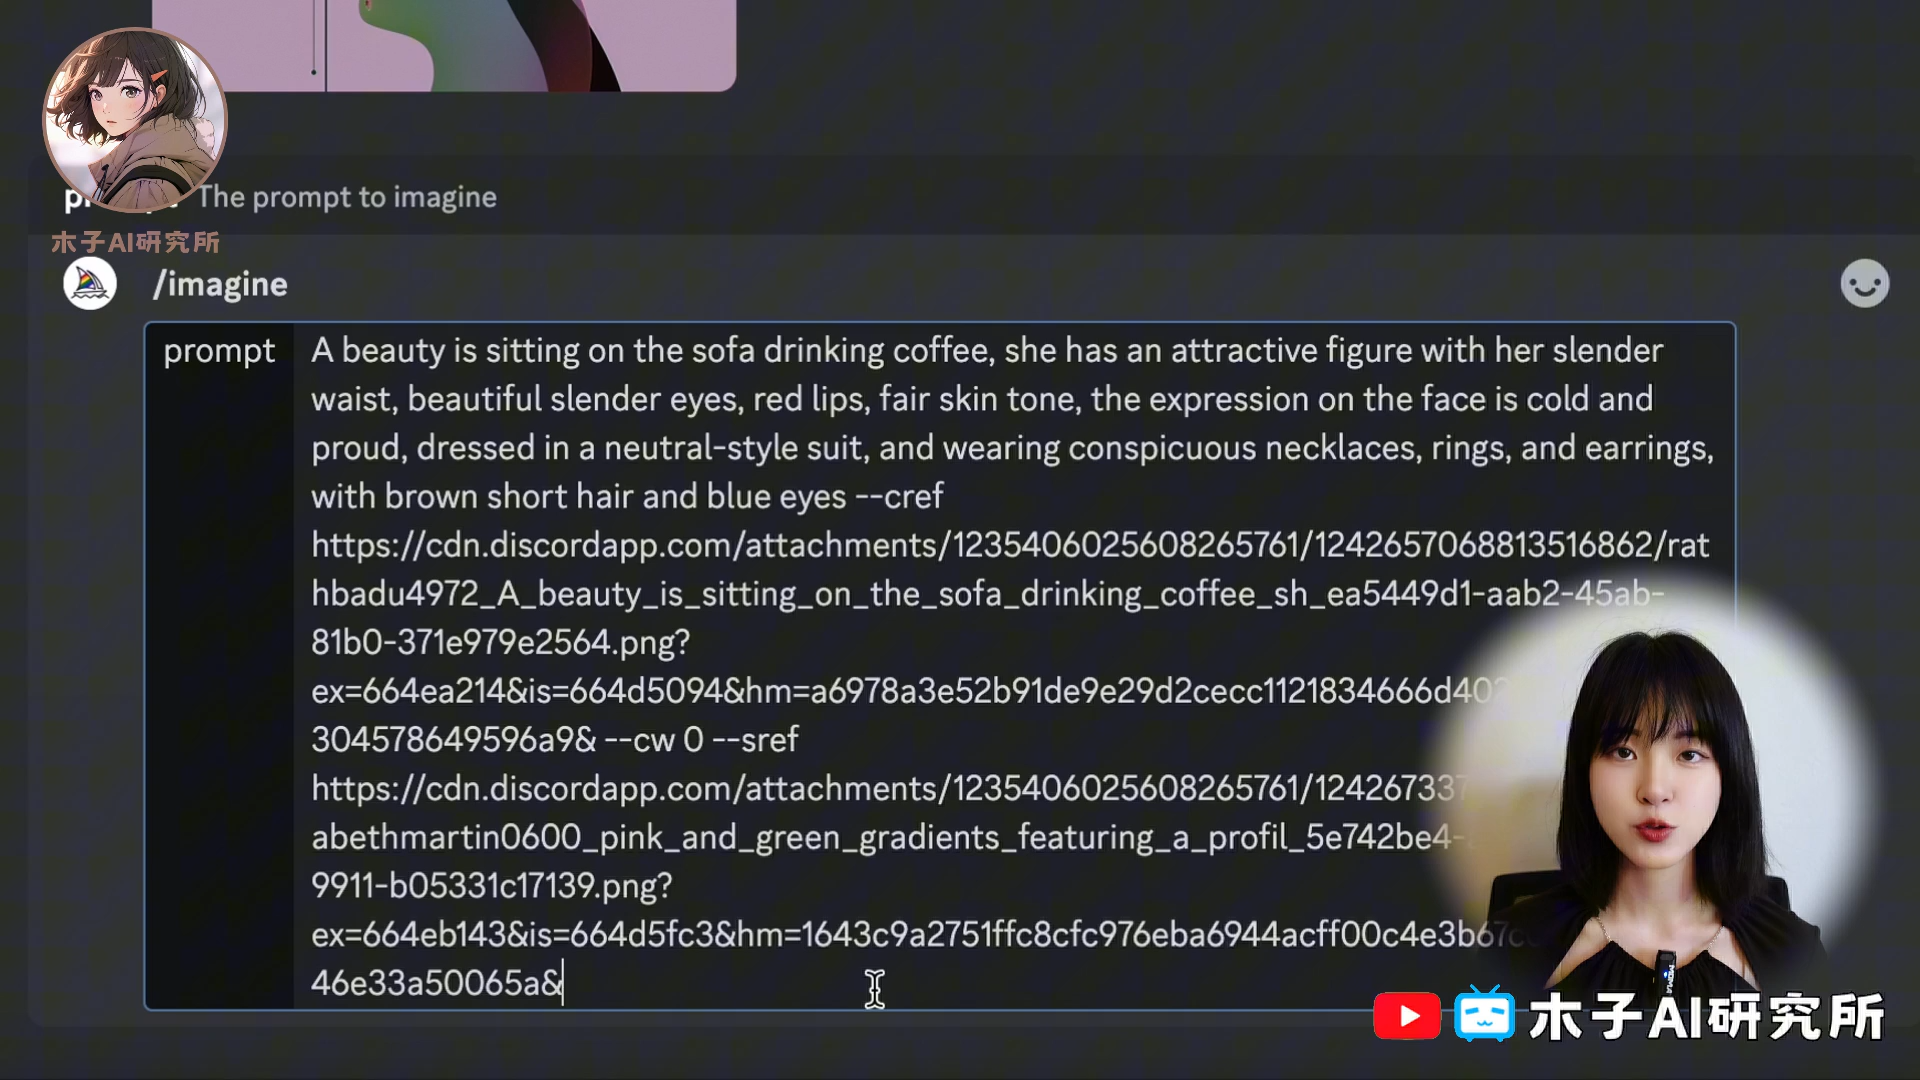 The prompt to imagine
木子AI研究所
/imagine
prompt
A beauty is sitting on the sofa drinking coffee, she has an attractive figure with her slender
waist, beautiful slender eyes, red lips, fair skin tone, the expression on the face is cold and
proud, dressed in a neutral-style suit, and wearing conspicuous necklaces, rings, and earrings,
with brown short hair and blue eyes --cref
https://cdn.discordapp.com/attachments/1235406025608265761/1242657068813516862/rat
hbadu4972_A_beauty_is_sitting_on_the_sofa_drinking_coffee_sh_ea5449d1-aab2-45ab-
81b0-371e979e2564.png?
ex=664ea214&is=664d5094&hm=a6978a3e52b91de9e29d2cecc1121834666d40
304578649596a9& --cw 0 --sref
https://cdn.discordapp.com/attachments/1235406025608265761/124267337
abethmartin0600_pink_and_green_gradients_featuring_a_profil_5e742be4-
9911-b05331c17139.png?
ex=664eb143&is=664d5fc3&hm=1643c9a2751ffc8cfc976eba6944acff00c4e3b67
46e33a50065a&
木子AI研究所